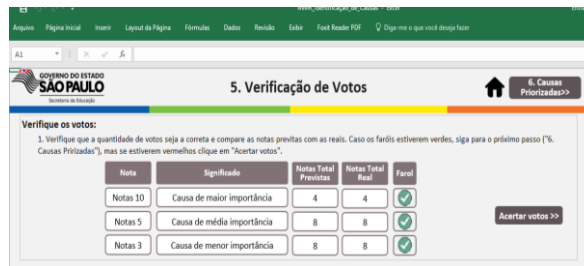 Arquivo Página Inicial Inserir Layout da Página Fórmulas Dados Revisão Exibir Foxit Reader PDF Diga-me o que você deseja fazer
A1 fx
GOVERNO DO ESTADO
SÃO PAULO
Secretaria da Educação
5. Verificação de Votos
6. Causas
Priorizadas>>
Verifique os votos:
1. Verifique que a quantidade de votos seja a correta e compare as notas previtas com as reais. Caso os faróis estiverem verdes, siga para o próximo passo ("6.
Causas Pririzadas"), mas se estiverem vermelhos clique em "Acertar votos".
Nota Significado Notas Total Previstas Notas Total Real Farol
Notas 10 Causa de maior importância 4 4
Notas 5 Causa de média importância 8 8
Acertar votos >>
Notas 3 Causa de menor importância 8 8